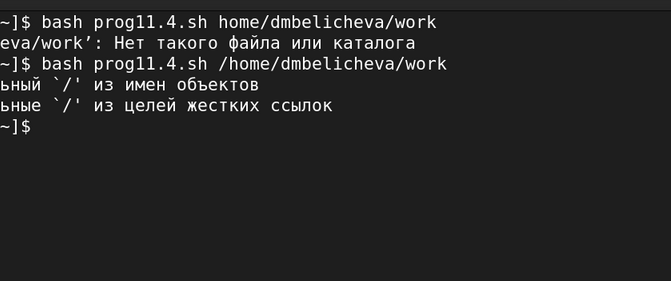 ~]$ bash prog11.4.sh home/dmbelicheva/work
eva/work’: Нет такого файла или каталога
~]$ bash prog11.4.sh /home/dmbelicheva/work
ьный `/' из имен объектов
ьные `/' из целей жестких ссылок
~]$